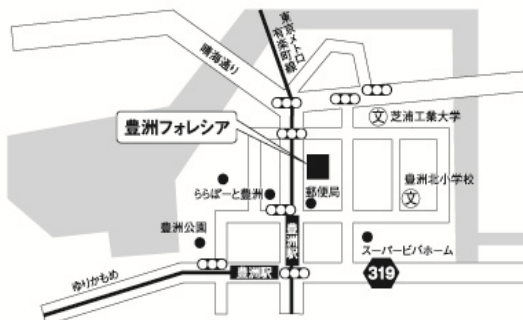 東京メトロ
有楽町線
晴海通り
豊洲フォレシア
文
芝浦工業大学
豊洲北小学校
文
ららぽーと豊洲
郵便局
豊洲公園
豊洲駅
スーパービバホーム
豊洲駅
319
ゆりかもめ